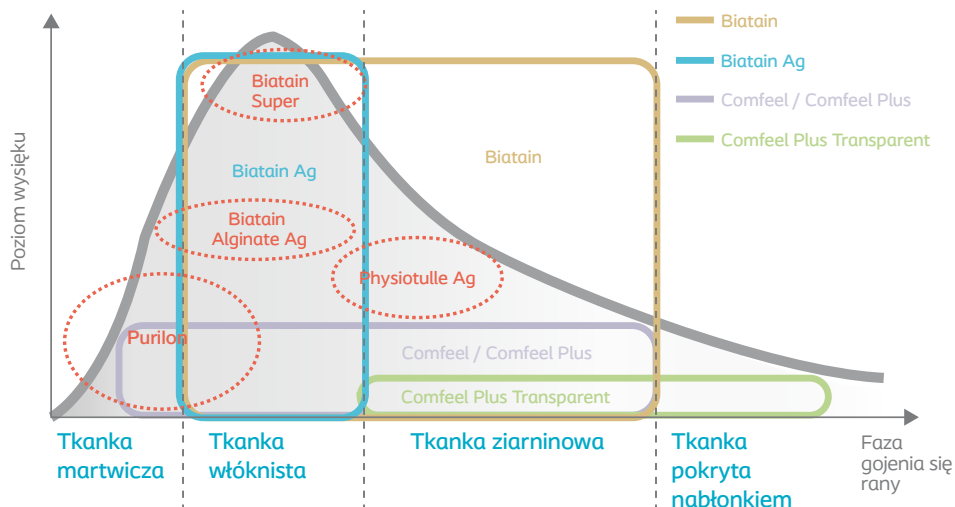 Poziom wysięku
Biatain
Biatain Ag
Comfeel / Comfeel Plus
Comfeel Plus Transparent
Biatain
Super
Biatain
Biatain Ag
Biatain
Alginate Ag
Physiotulle Ag
Purilon
Comfeel / Comfeel Plus
Comfeel Plus Transparent
Tkanka
martwicza
Tkanka
włóknista
Tkanka ziarninowa
Tkanka
pokryta
nabłonkiem
Faza
gojenia się
rany